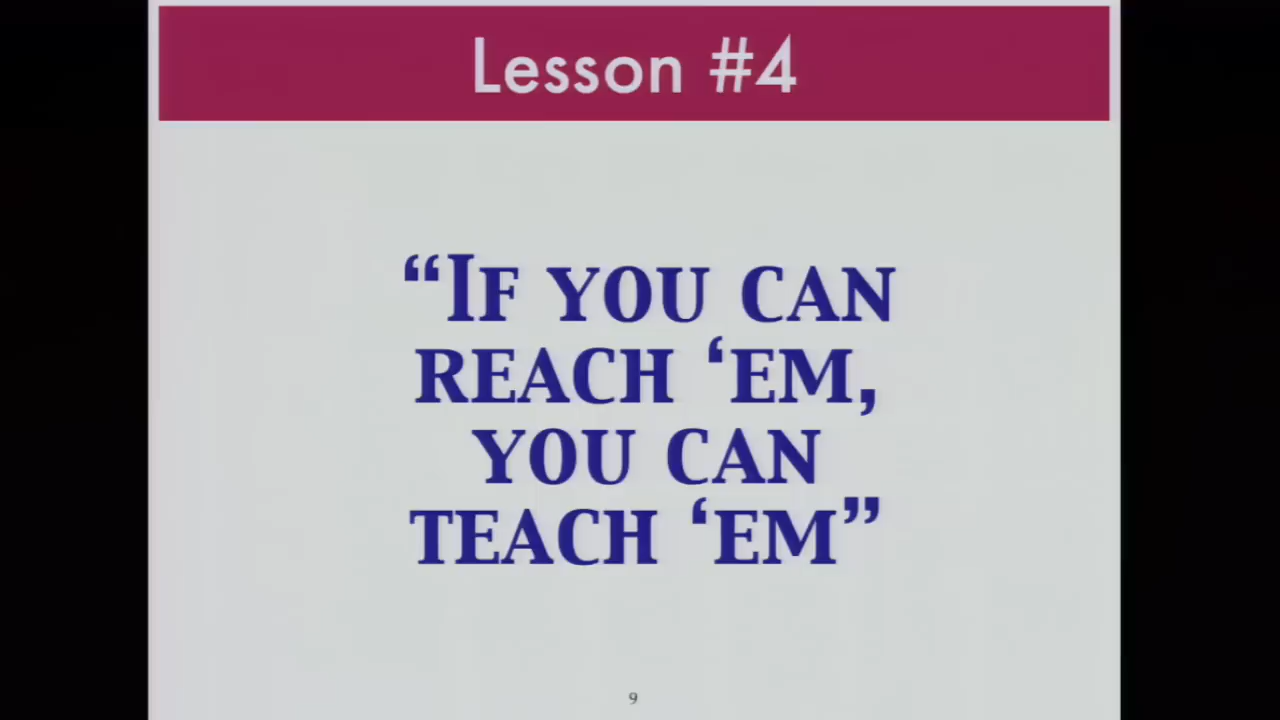 Lesson #4
“IF YOU CAN
REACH ‘EM,
YOU CAN
TEACH ‘EM”
9